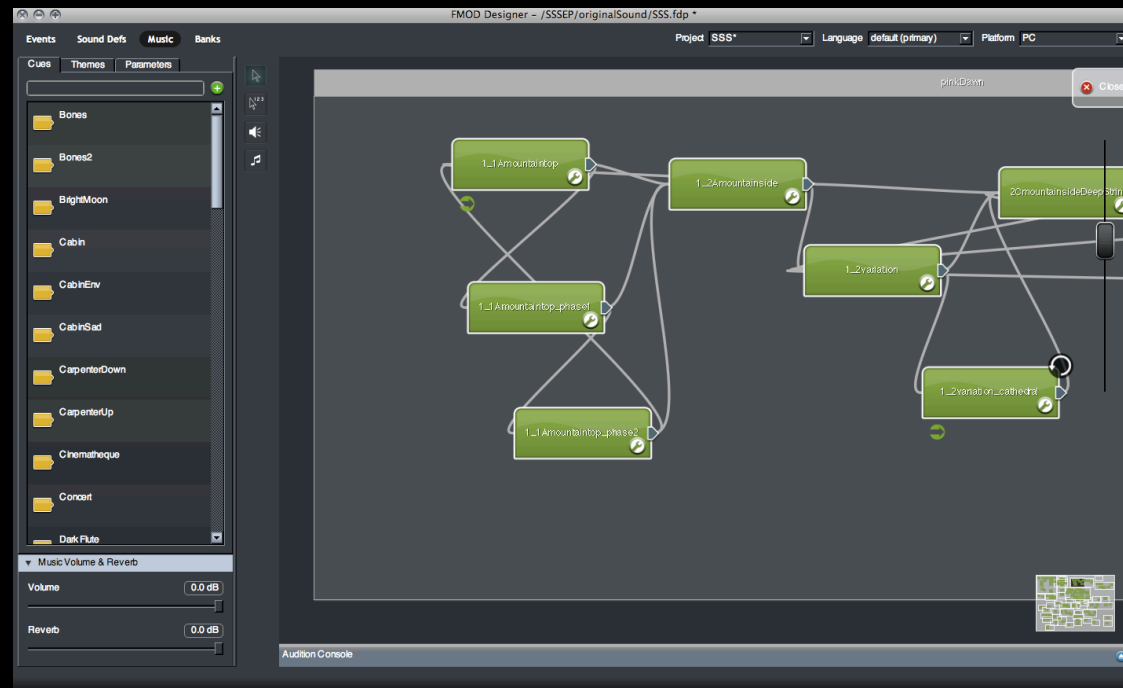 FMOD Designer - /SSSEP/originalSound/SSS.fdp *
Events Sound Defs Music Banks
Project SSS* Language default (primary) Platform PC
Cues Themes Parameters
Bones
Bones2
BrightMoon
Cabin
CabinEnv
CabinSad
CarpenterDown
CarpenterUp
Cinematheque
Concert
Dark Flute
Music Volume & Reverb
Volume 0.0 dB
Reverb 0.0 dB
123
pinkDawn
Close
1_1Amountaintop
1_2Amountainside
2CmountainsideDeepStrin
1_2variation
1_1Amountaintop_phase1
1_2variation_cathedral
1_1Amountaintop_phase2
Audition Console